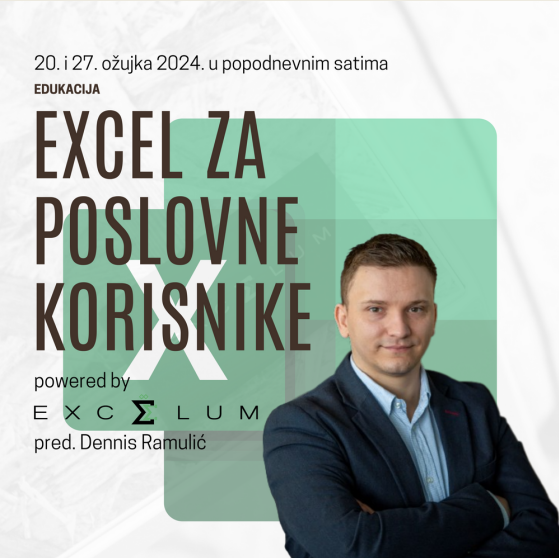 20. i 27. ožujka 2024. u popodnevnim satima
EDUKACIJA
EXCEL ZA
POSLOVNE
KORISNIKE
X
powered by
EXCΣLUM
pred. Dennis Ramulić